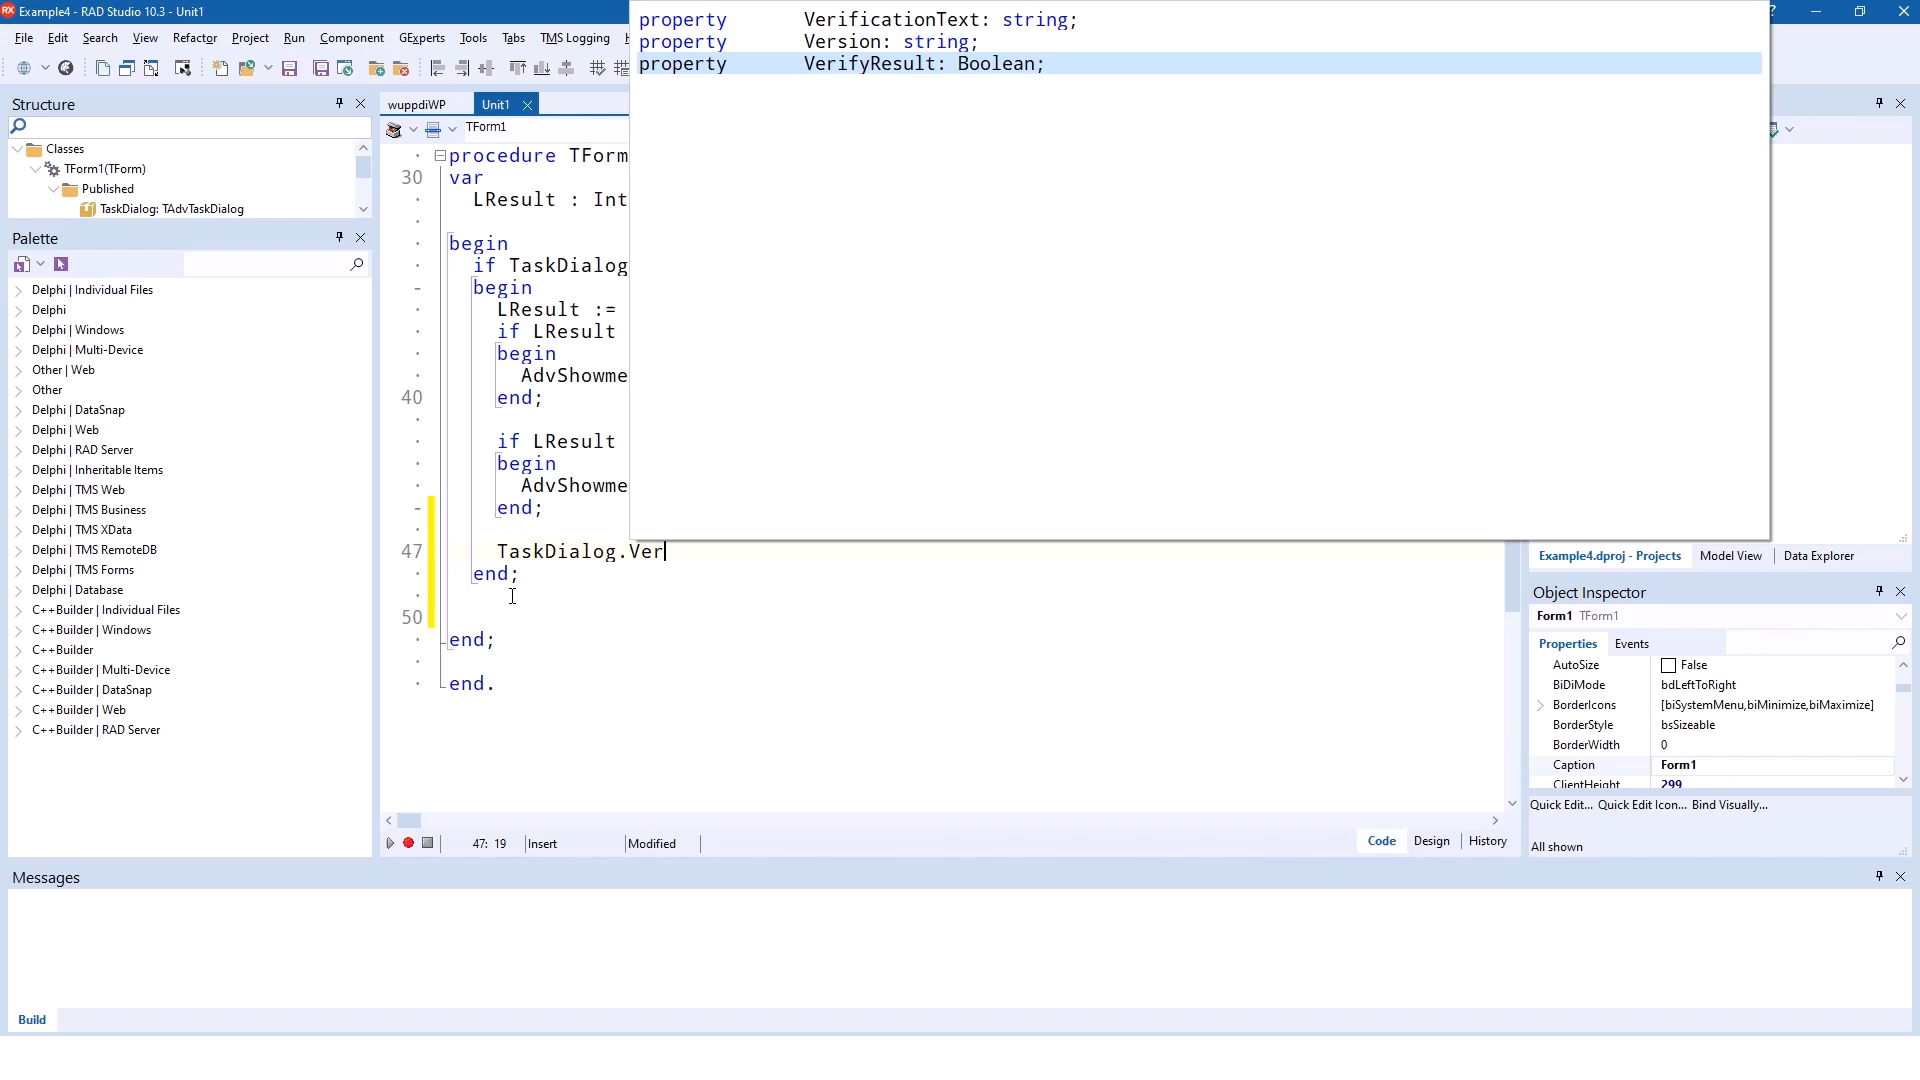 Example4 - RAD Studio 10.3 - Unit1
File Edit Search View Refactor Project Run Component GExperts Tools Tabs TMS Logging
property VerificationText: string;
property Version: string;
property VerifyResult: Boolean;
Structure
Classes
TForm1(TForm)
Published
TaskDialog: TAdvTaskDialog
Palette
Delphi | Individual Files
Delphi
Delphi | Windows
Delphi | Multi-Device
Other | Web
Other
Delphi | DataSnap
Delphi | Web
Delphi | RAD Server
Delphi | Inheritable Items
Delphi | TMS Web
Delphi | TMS Business
Delphi | TMS XData
Delphi | TMS RemoteDB
Delphi | TMS Forms
Delphi | Database
C++Builder | Individual Files
C++Builder | Windows
C++Builder
C++Builder | Multi-Device
C++Builder | DataSnap
C++Builder | Web
C++Builder | RAD Server
wuppdiWP Unit1
TForm1
procedure TForm
30 var
LResult : Int
begin
if TaskDialog
begin
LResult :=
if LResult
begin
AdvShowme
40 end;
if LResult
begin
AdvShowme
end;
47 TaskDialog.Ver
end;
50
end;
end.
47: 19 Insert Modified
Code Design History
Example4.dproj - Projects Model View Data Explorer
Object Inspector
Form1 TForm1
Properties Events
AutoSize False
BiDiMode bdLeftToRight
BorderIcons [biSystemMenu,biMinimize,biMaximize]
BorderStyle bsSizeable
BorderWidth 0
Caption Form1
ClientHeight 299
Quick Edit... Quick Edit Icon... Bind Visually...
All shown
Messages
Build